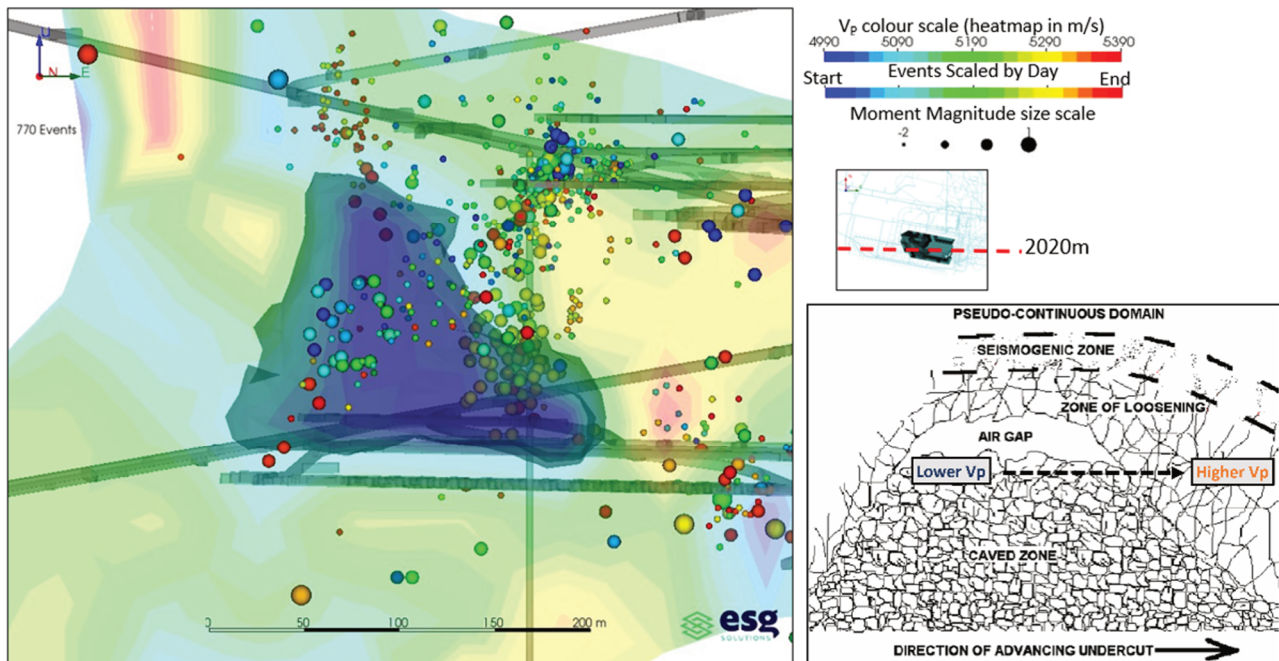 U
N
E
770 Events
0
50
100
150
200 m
esg
SOLUTIONS
Vp colour scale (heatmap in m/s)
4990 5090 5190 5290 5390
Start Events Scaled by Day End
Moment Magnitude size scale
-2 1
2020m
PSEUDO-CONTINUOUS DOMAIN
SEISMOGENIC ZONE
ZONE OF LOOSENING
AIR GAP
Lower Vp Higher Vp
CAVED ZONE
DIRECTION OF ADVANCING UNDERCUT